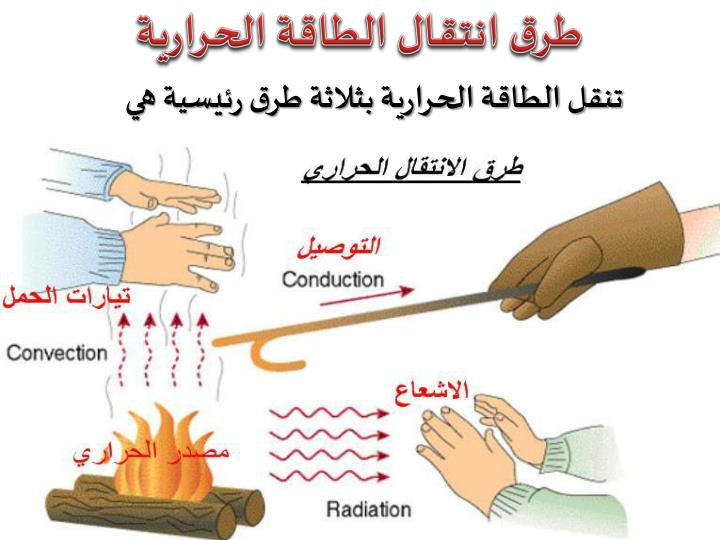 طرق انتقال الطاقة الحرارية
تنقل الطاقة الحرارية بثلاثة طرق رئيسية هي
طرق الانتقال الحراري
التوصيل
Conduction
تيارات الحمل
Convection
الاشعاع
مصدر الحراري
Radiation